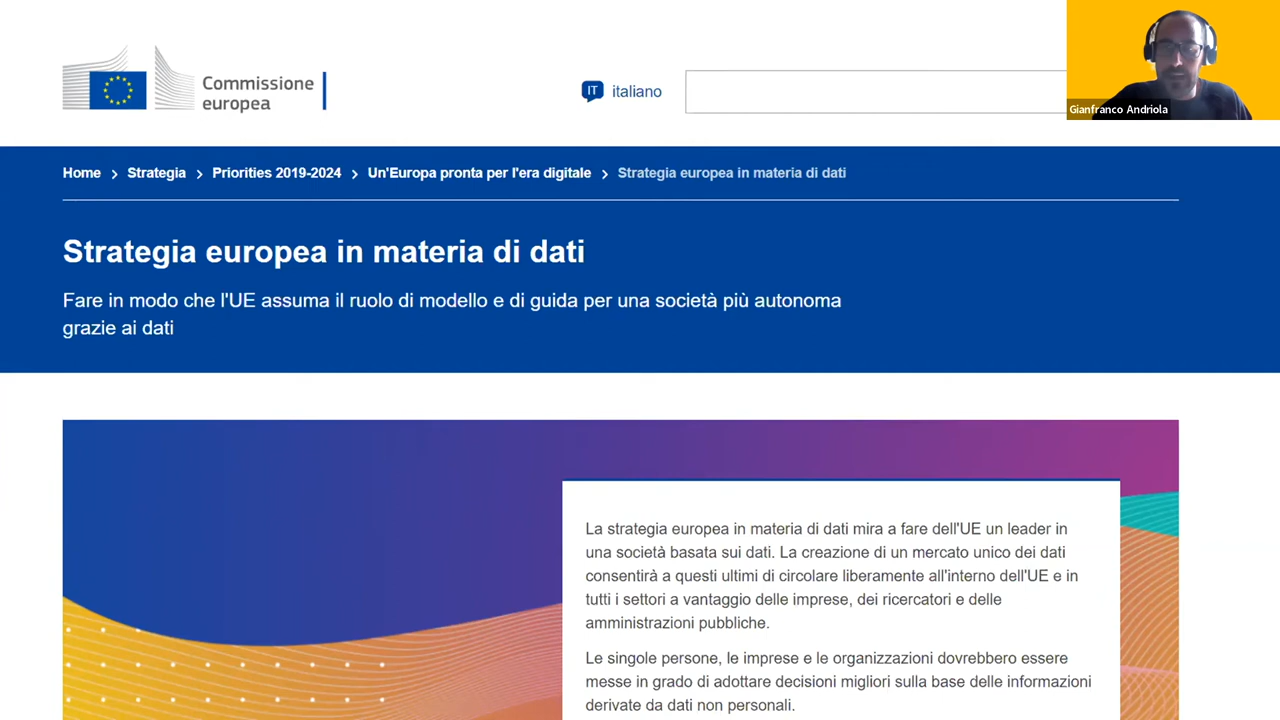 Commissione
europea
IT italiano
Gianfranco Andriola
Home > Strategia > Priorities 2019-2024 > Un'Europa pronta per l'era digitale > Strategia europea in materia di dati
Strategia europea in materia di dati
Fare in modo che l'UE assuma il ruolo di modello e di guida per una società più autonoma
grazie ai dati
La strategia europea in materia di dati mira a fare dell'UE un leader in
una società basata sui dati. La creazione di un mercato unico dei dati
consentirà a questi ultimi di circolare liberamente all'interno dell'UE e in
tutti i settori a vantaggio delle imprese, dei ricercatori e delle
amministrazioni pubbliche.
Le singole persone, le imprese e le organizzazioni dovrebbero essere
messe in grado di adottare decisioni migliori sulla base delle informazioni
derivate da dati non personali.